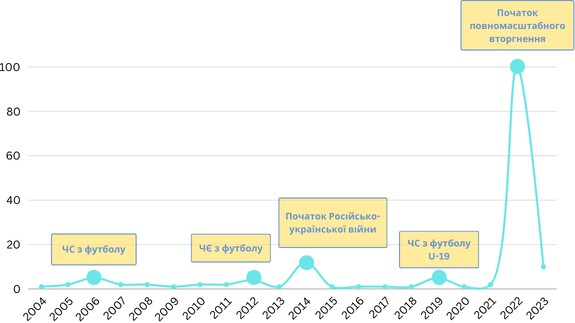 Початок
повномасштабного
вторгнення
100
80
60
40
20
0
ЧС з футболу
ЧЄ з футболу
Початок Російсько-
української війни
ЧС з футболу
U-19
2004
2005
2006
2007
2008
2009
2010
2011
2012
2013
2014
2015
2016
2017
2018
2019
2020
2021
2022
2023